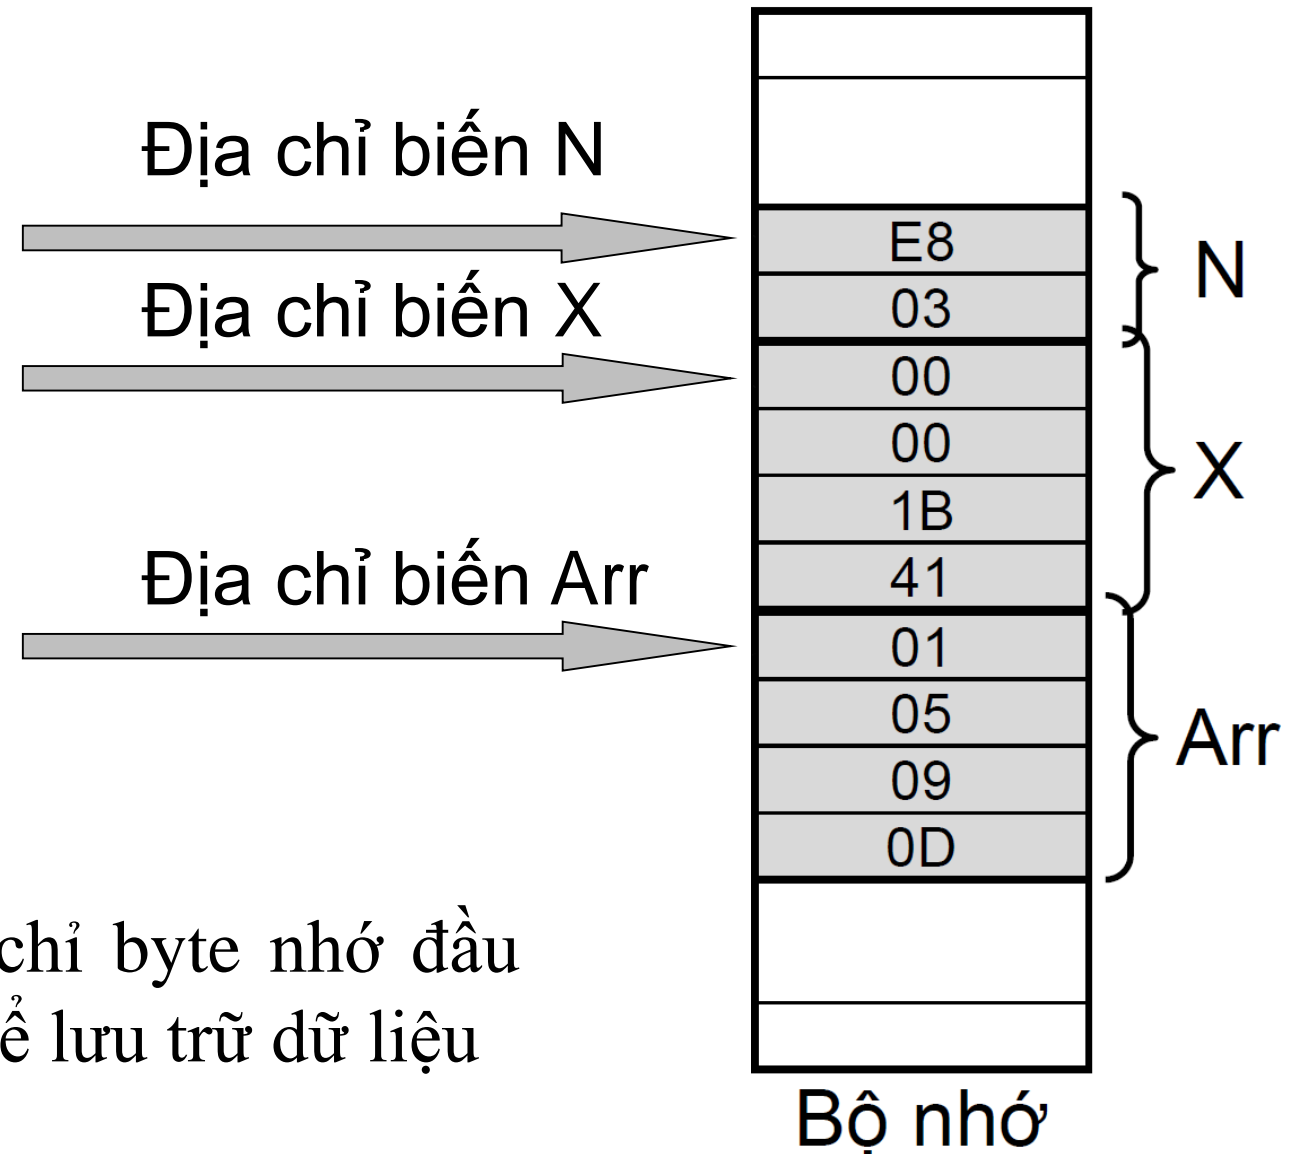 Địa chỉ biến N
E8
N
03
Địa chỉ biến X
00
00
X
1B
Địa chỉ biến Arr
41
01
05
Arr
09
0D
chỉ byte nhớ đầu
ể lưu trữ dữ liệu
Bộ nhớ